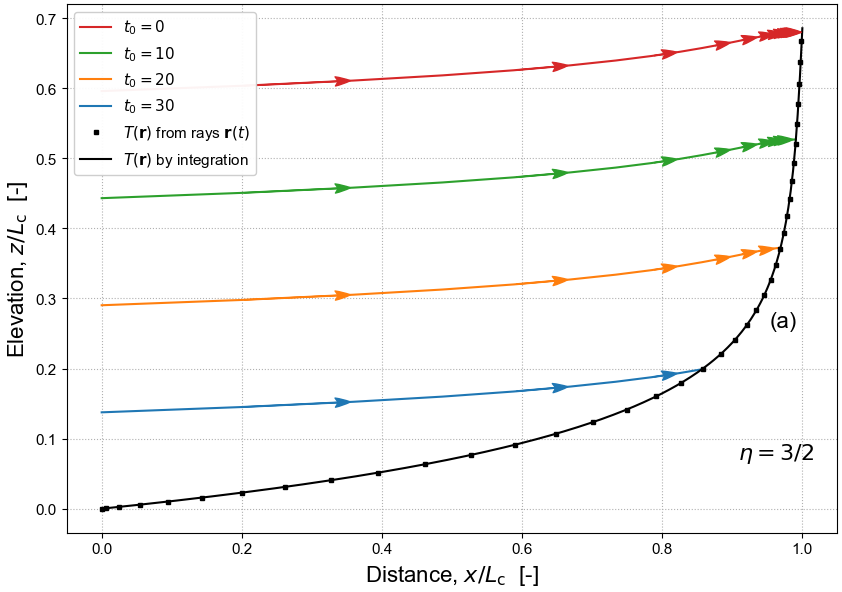 t₀ = 0
t₀ = 10
t₀ = 20
t₀ = 30
T(r) from rays r(t)
T(r) by integration
0.7
0.6
0.5
0.4
0.3
0.2
0.1
0.0
Elevation, z/L_c [-]
(a)
η = 3/2
0.0 0.2 0.4 0.6 0.8 1.0
Distance, x/L_c [-]